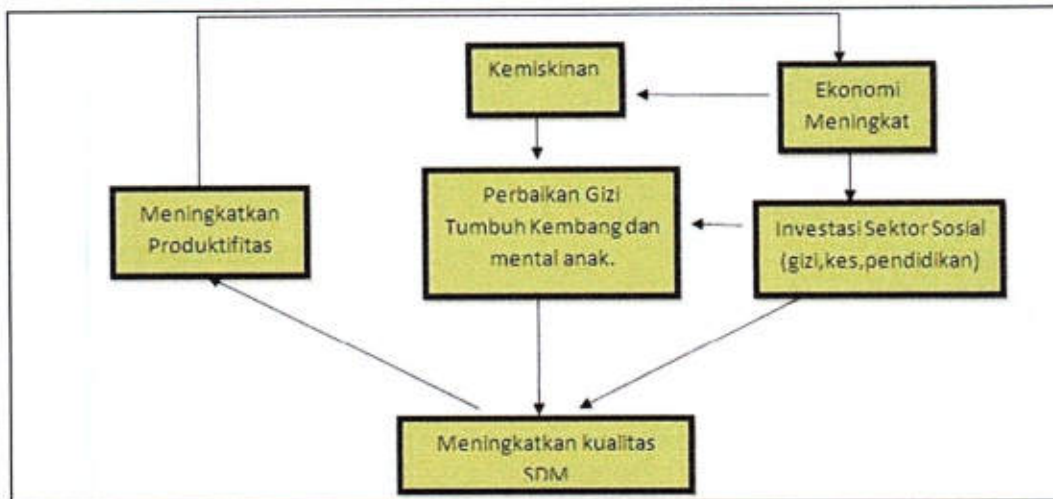 Kemiskinan
Ekonomi
Meningkat
Meningkatkan
Produktifitas
Perbaikan Gizi
Tumbuh Kembang dan
mental anak.
Investasi Sektor Sosial
(gizi,kes,pendidikan)
Meningkatkan kualitas
SDM